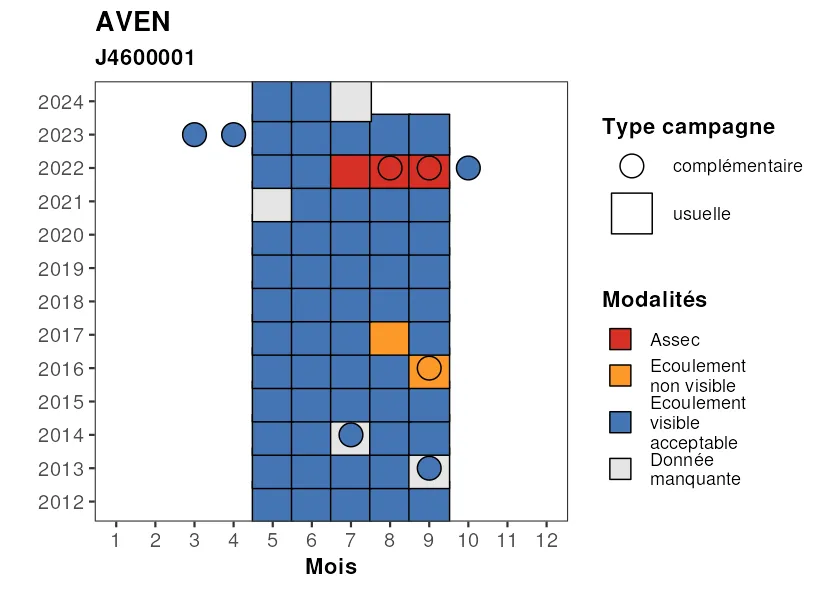 AVEN
J4600001
2024
2023
2022
2021
2020
2019
2018
2017
2016
2015
2014
2013
2012
1 2 3 4 5 6 7 8 9 10 11 12
Mois
Type campagne
complémentaire
usuelle
Modalités
Assec
Ecoulement
non visible
Ecoulement
visible
acceptable
Donnée
manquante